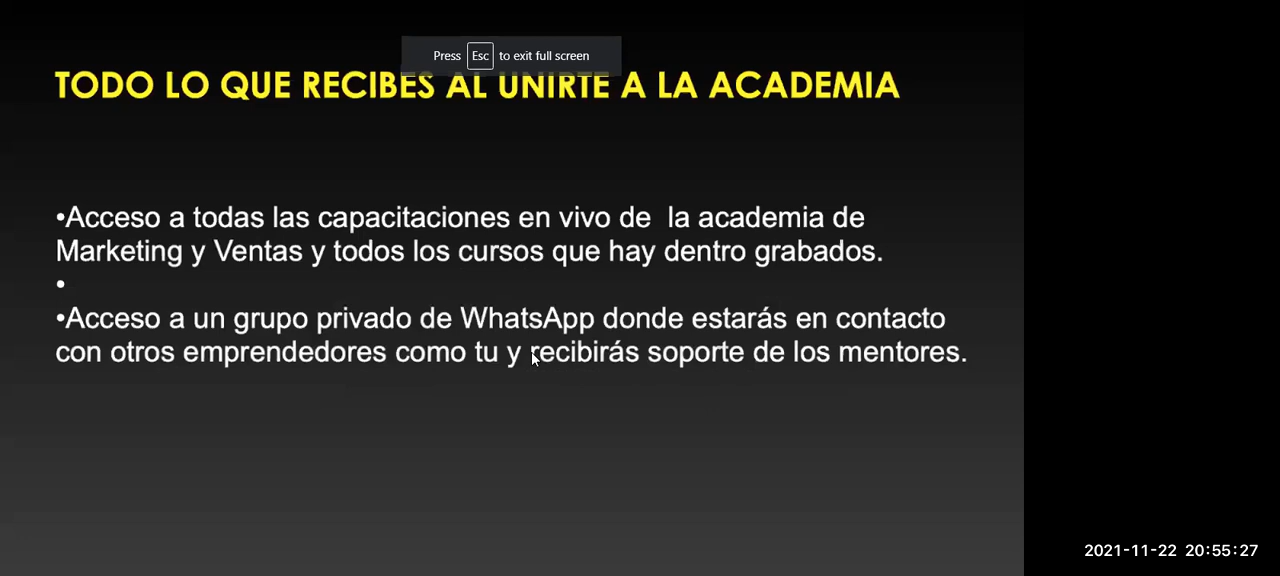 Press Esc to exit full screen
TODO LO QUE RECIBES AL UNIRTE A LA ACADEMIA
•Acceso a todas las capacitaciones en vivo de  la academia de
Marketing y Ventas y todos los cursos que hay dentro grabados.
•
•Acceso a un grupo privado de WhatsApp donde estarás en contacto
con otros emprendedores como tu y recibirás soporte de los mentores.
2021-11-22 20:55:27